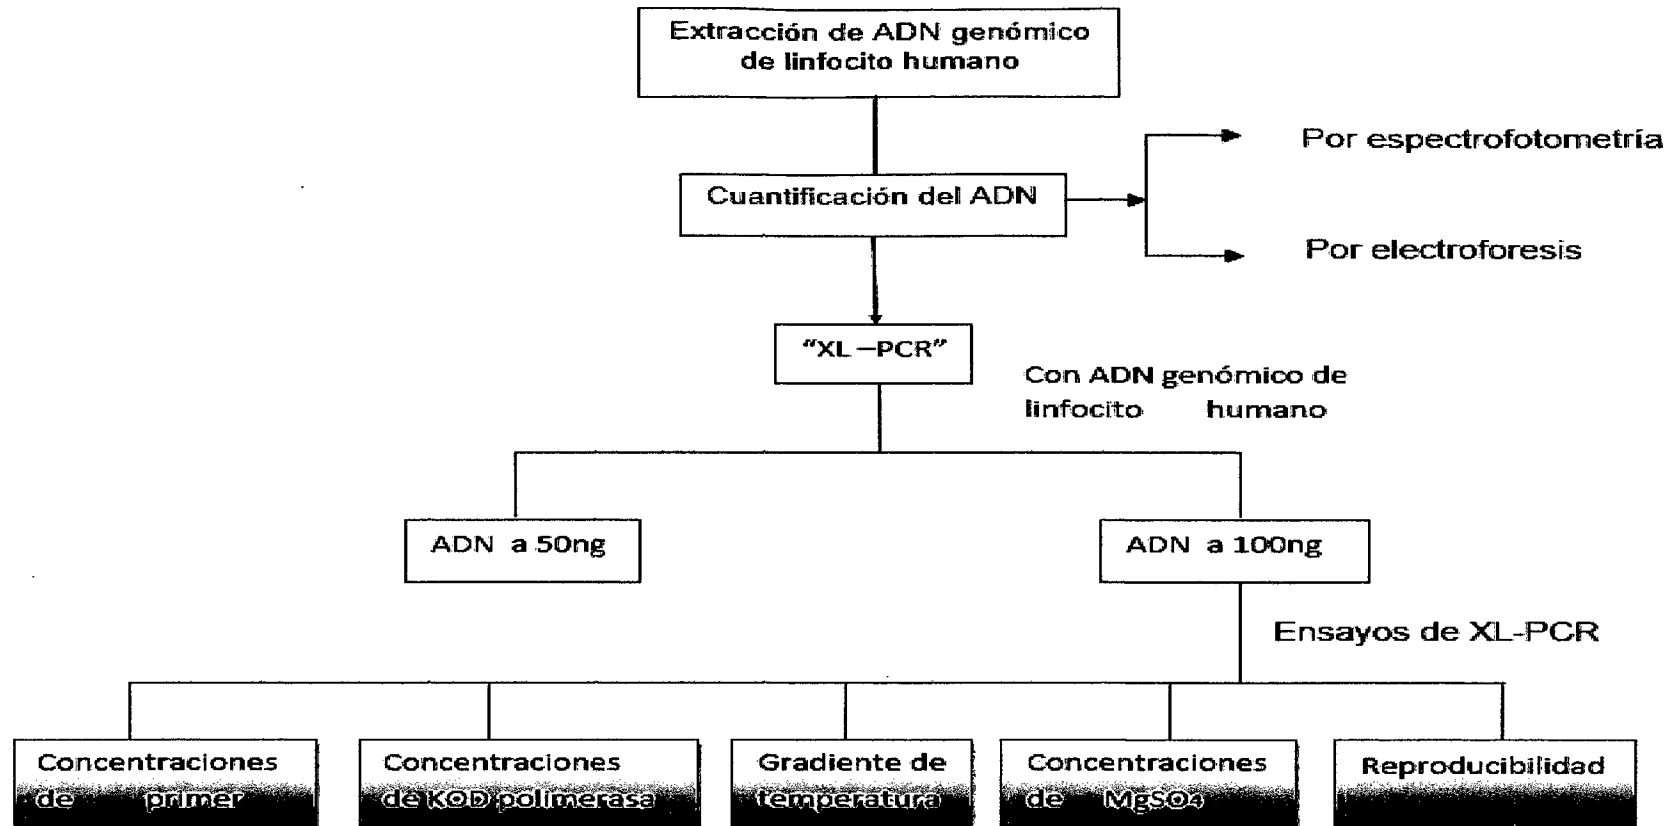 Extracción de ADN genómico
de linfocito humano
Por espectrofotometría
Cuantificación del ADN
Por electroforesis
"XL–PCR"
Con ADN genómico de
linfocito humano
ADN a 50ng
ADN a 100ng
Ensayos de XL-PCR
Concentraciones
de primer
Concentraciones
de KOD polimerasa
Gradiente de
temperatura
Concentraciones
de MgSO4
Reproducibilidad